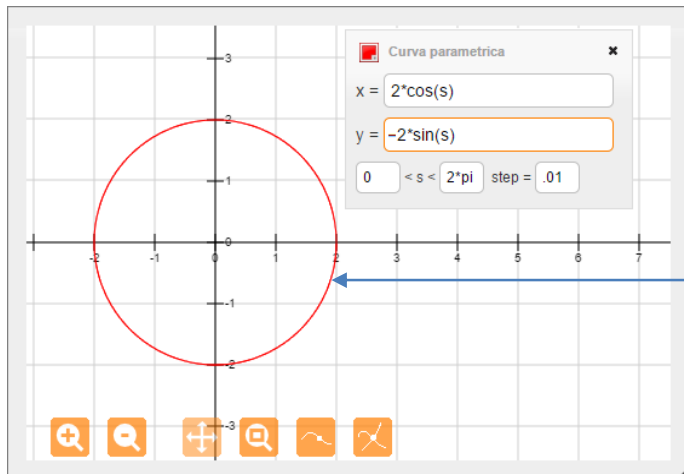 Curva parametrica ✖
x = 2*cos(s)
y = −2*sin(s)
0 < s < 2*pi step = .01
3
2
1
0
-1
-2
-3
-2 -1 0 1 2 3 4 5 6 7